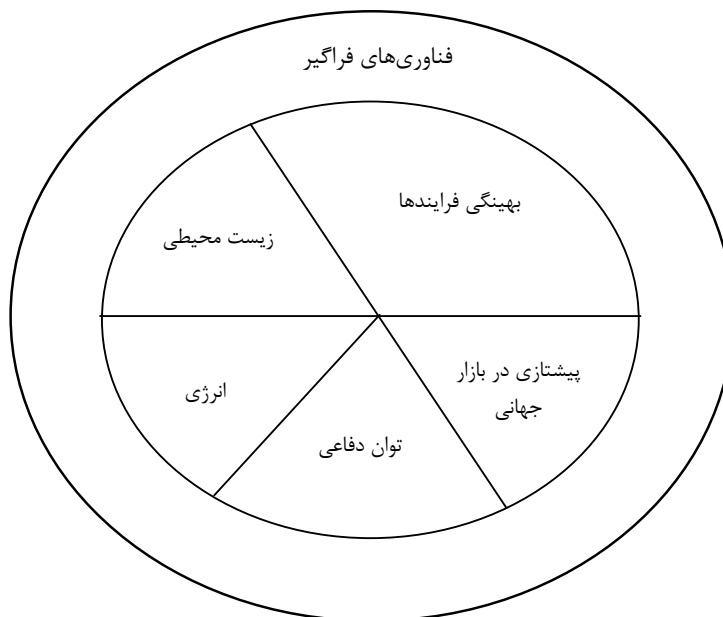 فناوری‌های فراگیر
بهینگی فرایندها
زیست محیطی
پیشتازی در بازار
جهانی
انرژی
توان دفاعی